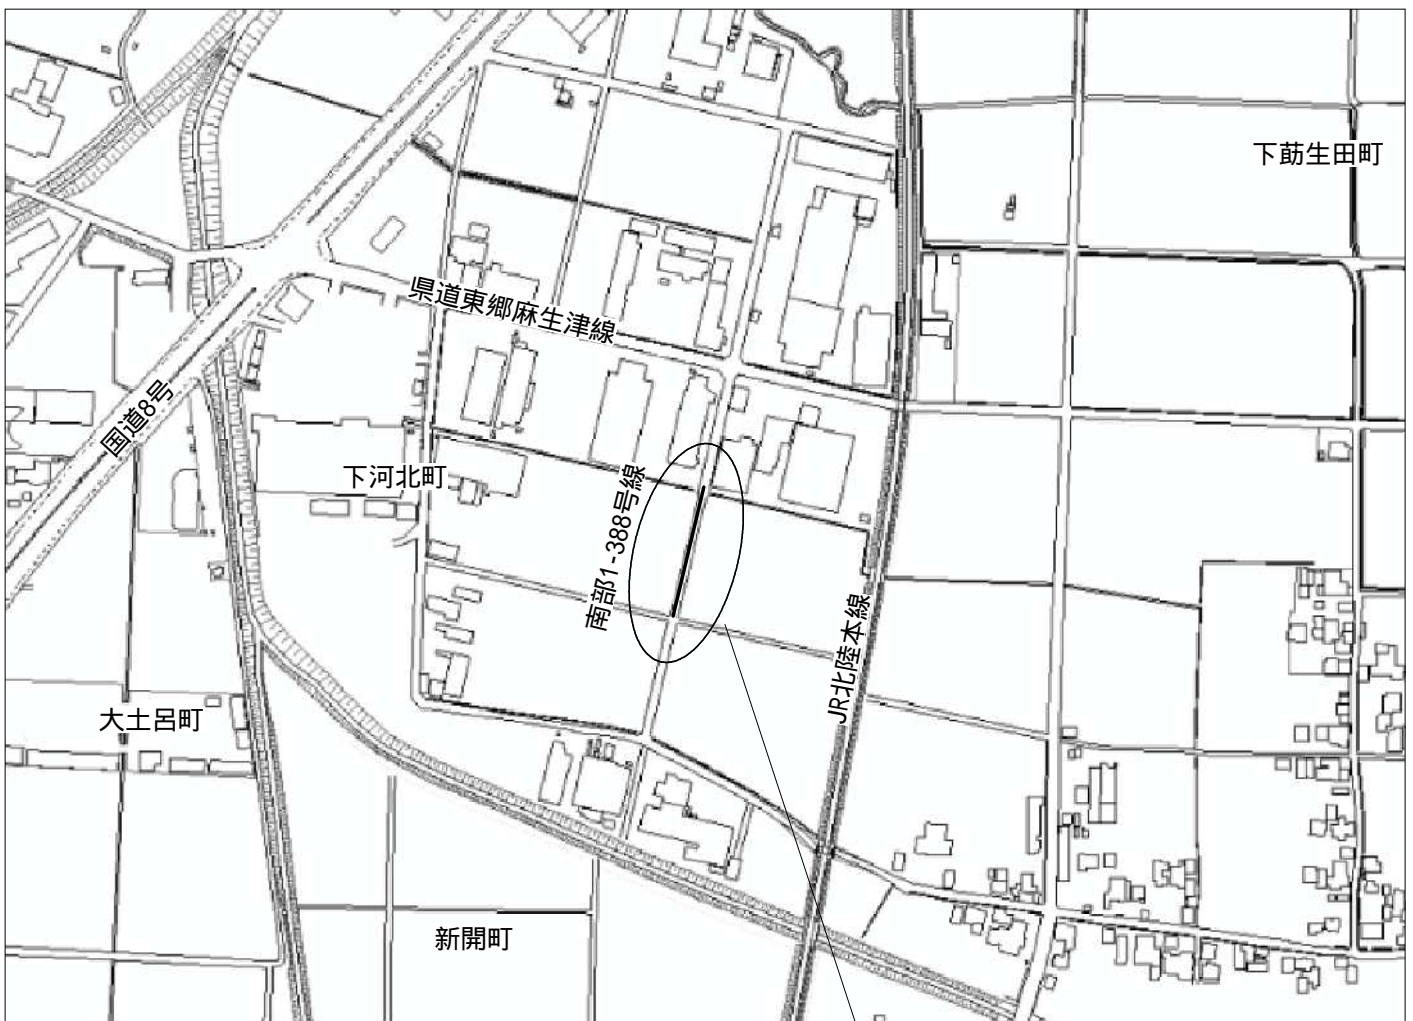 下莇生田町
県道東郷麻生津線
国道8号
下河北町
南部1-388号線
JR北陸本線
大土呂町
新開町